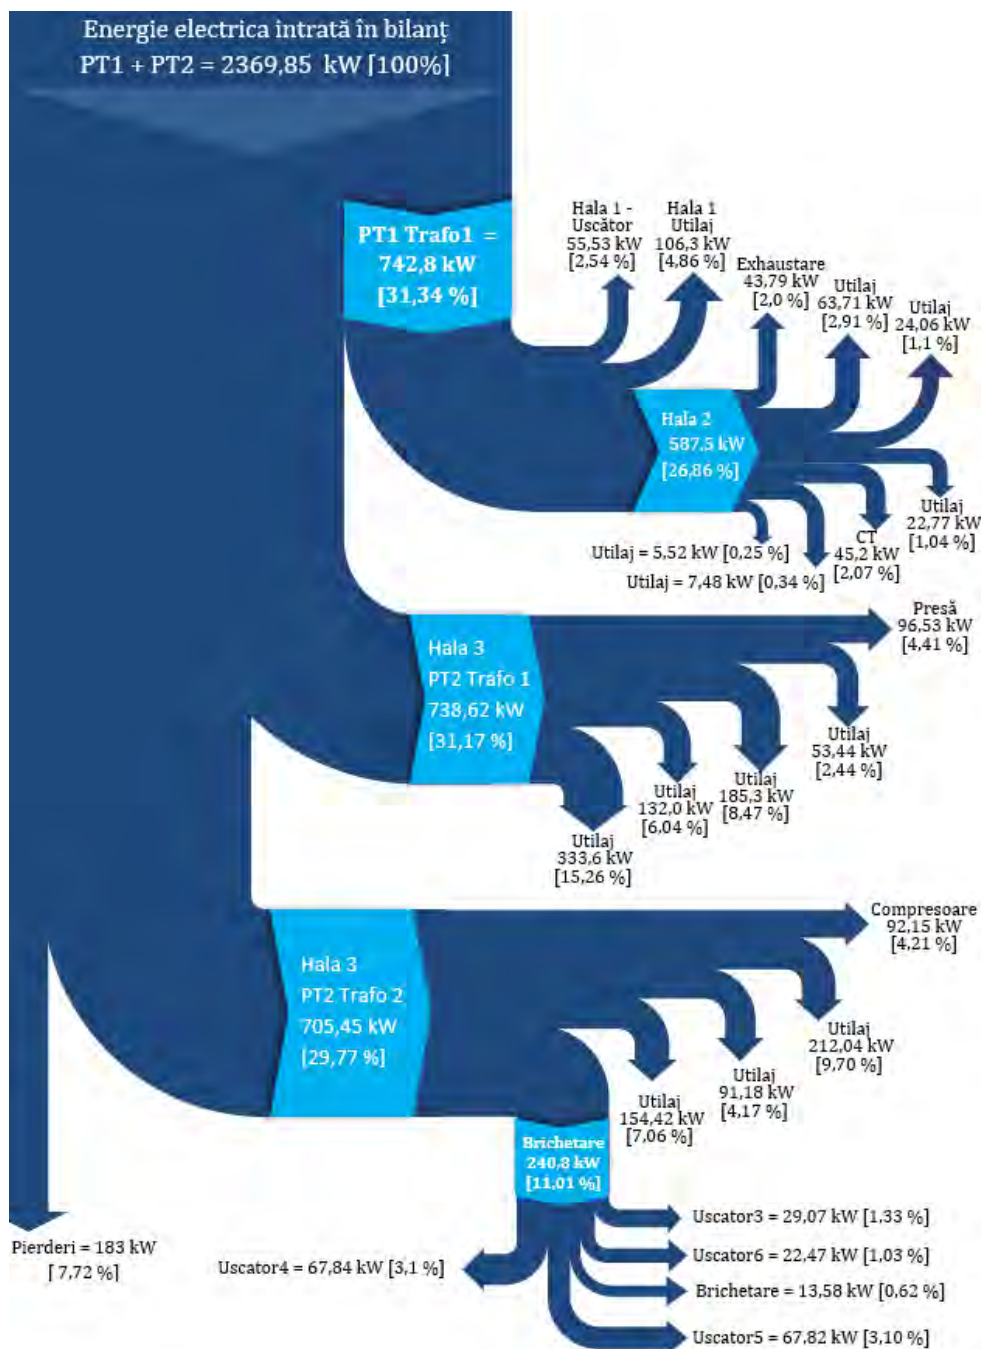 Energie electrica intrată în bilanț
PT1 + PT2 = 2369,85 kW [100%]
PT1 Trafo1 =
742,8 kW
[31,34 %]
Hala 1 -
Uscător
55,53 kW
[2,54 %]
Hala 1
Utilaj
106,3 kW
[4,86 %]
Exhaustare
43,79 kW
[2,0 %]
Utilaj
63,71 kW
[2,91 %]
Utilaj
24,06 kW
[1,1 %]
Hala 2
587,5 kW
[26,86 %]
Utilaj
22,77 kW
[1,04 %]
CT
45,2 kW
[2,07 %]
Utilaj = 5,52 kW [0,25 %]
Utilaj = 7,48 kW [0,34 %]
Presă
96,53 kW
[4,41 %]
Hala 3
PT2 Trafo 1
738,62 kW
[31,17 %]
Utilaj
53,44 kW
[2,44 %]
Utilaj
185,3 kW
[8,47 %]
Utilaj
132,0 kW
[6,04 %]
Utilaj
333,6 kW
[15,26 %]
Compresoare
92,15 kW
[4,21 %]
Hala 3
PT2 Trafo 2
705,45 kW
[29,77 %]
Utilaj
212,04 kW
[9,70 %]
Utilaj
91,18 kW
[4,17 %]
Utilaj
154,42 kW
[7,06 %]
Brichetare
240,8 kW
[11,01 %]
Uscator3 = 29,07 kW [1,33 %]
Pierderi = 183 kW
[7,72 %]
Uscator4 = 67,84 kW [3,1 %]
Uscator6 = 22,47 kW [1,03 %]
Brichetare = 13,58 kW [0,62 %]
Uscator5 = 67,82 kW [3,10 %]